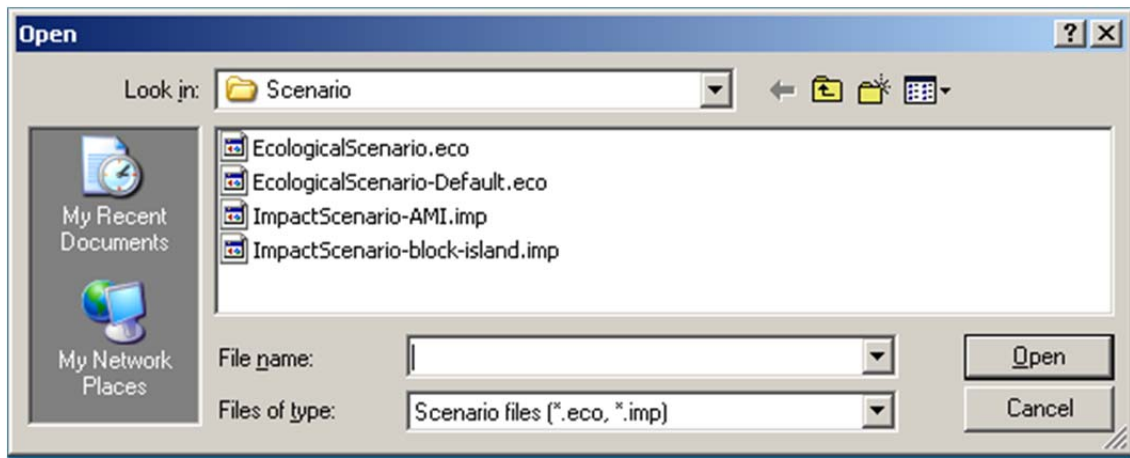 Open
Look in: Scenario
EcologicalScenario.eco
EcologicalScenario-Default.eco
ImpactScenario-AMI.imp
ImpactScenario-block-island.imp
My Recent
Documents
My Network
Places
File name:
Open
Files of type: Scenario files (*.eco, *.imp)
Cancel